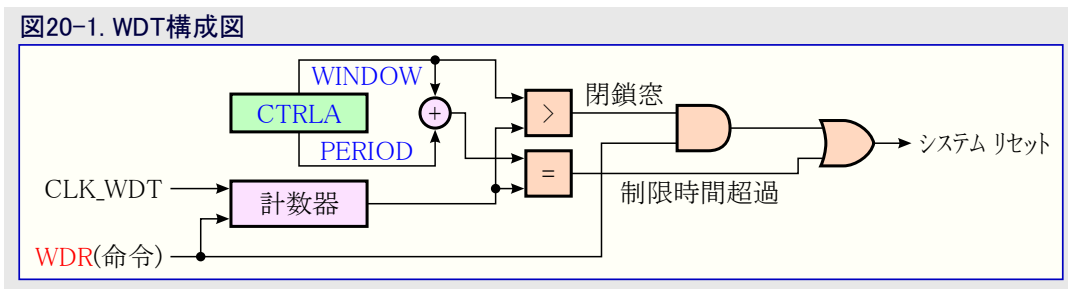 図20-1. WDT構成図
WINDOW
CTRLA
+
PERIOD
>
閉鎖窓
=
制限時間超過
システム リセット
CLK_WDT
計数器
WDR(命令)